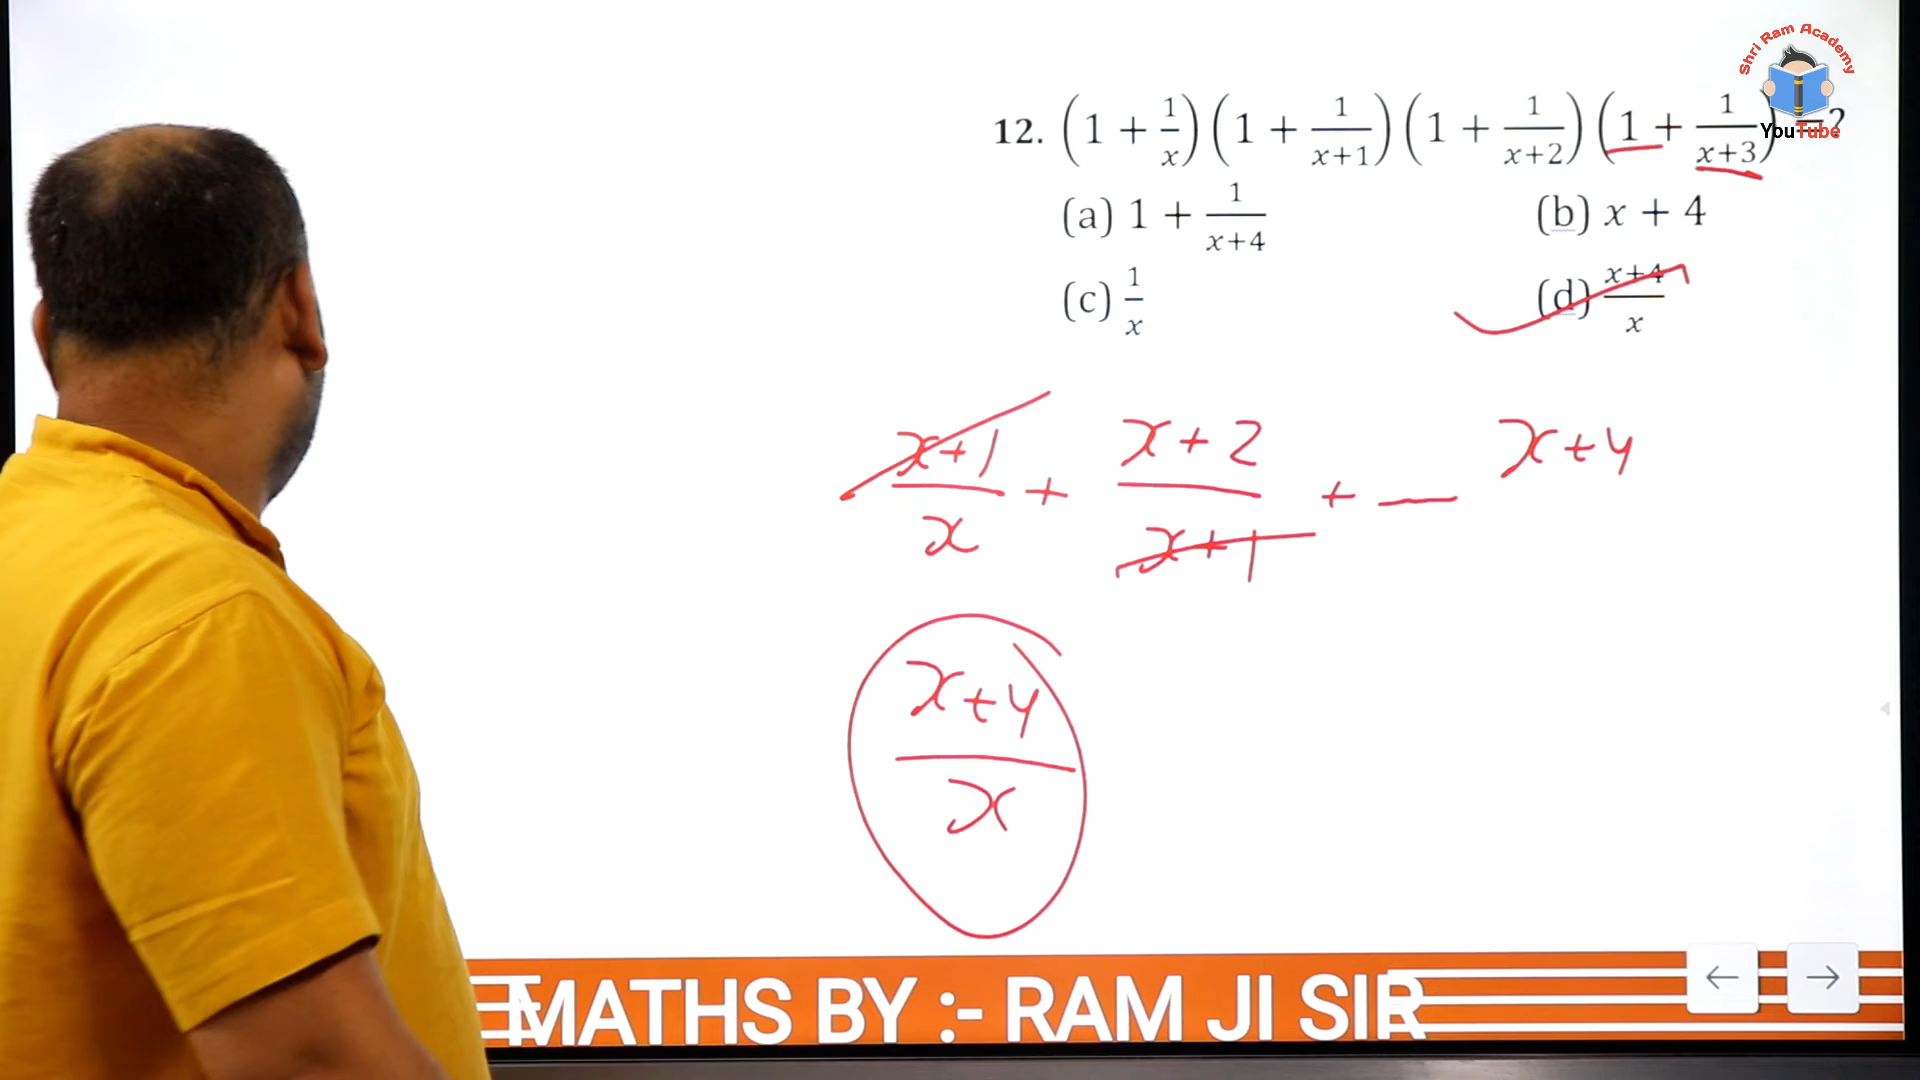 Shri Ram Academy
YouTube
12. (1 + 1/x) (1 + 1/(x+1)) (1 + 1/(x+2)) (1 + 1/(x+3)) =?
(a) 1 + 1/(x+4) (b) x + 4
(c) 1/x (d) (x+4)/x
(x+1)/x + (x+2)/(x+1) + — x+4
(x+4)/x
MATHS BY :- RAM JI SIR